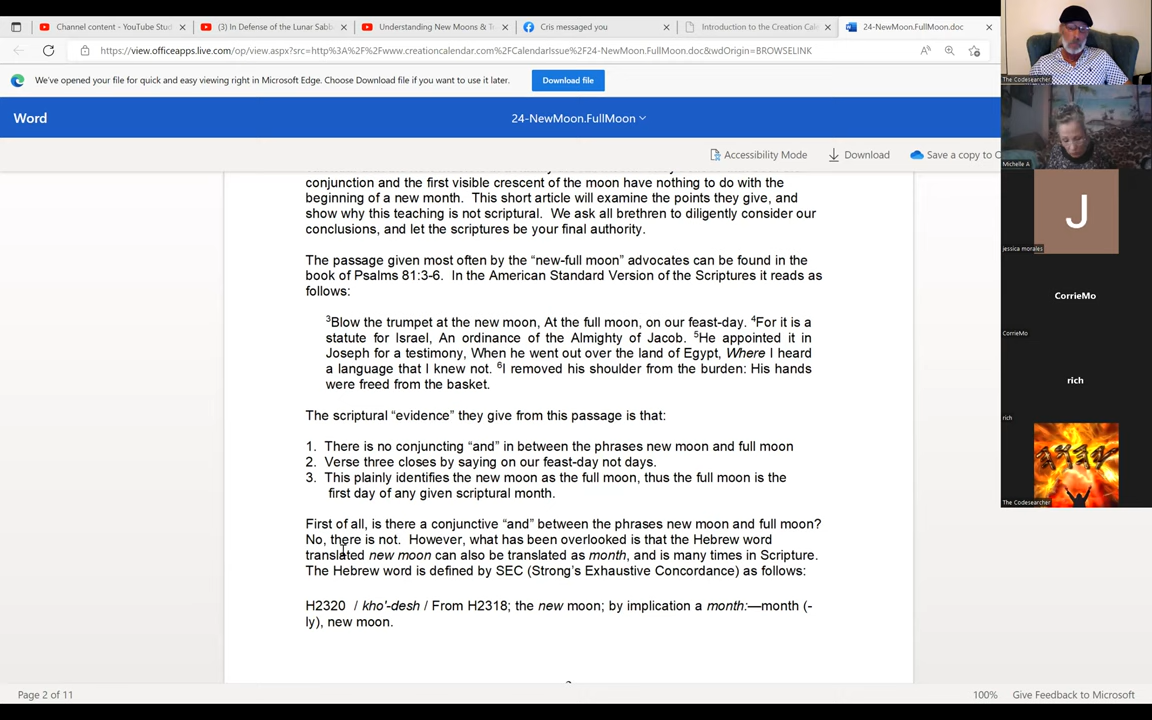 Channel content - YouTube Stud
(3) In Defense of the Lunar Sabb
Understanding New Moons & T
Cris messaged you
Introduction to the Creation Cale
24-NewMoon.FullMoon.doc
https://view.officeapps.live.com/op/view.aspx?src=http%3A%2F%2Fwww.creationcalendar.com%2FCalendarIssue%2F24-NewMoon.FullMoon.doc&wdOrigin=BROWSELINK
We've opened your file for quick and easy viewing right in Microsoft Edge. Choose Download file if you want to use it later.
Download file
Word
24-NewMoon.FullMoon
Accessibility Mode
Download
Save a copy to O
conjunction and the first visible crescent of the moon have nothing to do with the
beginning of a new month. This short article will examine the points they give, and
show why this teaching is not scriptural. We ask all brethren to diligently consider our
conclusions, and let the scriptures be your final authority.
The passage given most often by the “new-full moon” advocates can be found in the
book of Psalms 81:3-6. In the American Standard Version of the Scriptures it reads as
follows:
3Blow the trumpet at the new moon, At the full moon, on our feast-day. 4For it is a
statute for Israel, An ordinance of the Almighty of Jacob. 5He appointed it in
Joseph for a testimony, When he went out over the land of Egypt, Where I heard
a language that I knew not. 6I removed his shoulder from the burden: His hands
were freed from the basket.
The scriptural “evidence” they give from this passage is that:
1. There is no conjuncting “and” in between the phrases new moon and full moon
2. Verse three closes by saying on our feast-day not days.
3. This plainly identifies the new moon as the full moon, thus the full moon is the
first day of any given scriptural month.
First of all, is there a conjunctive “and” between the phrases new moon and full moon?
No, there is not. However, what has been overlooked is that the Hebrew word
translated new moon can also be translated as month, and is many times in Scripture.
The Hebrew word is defined by SEC (Strong's Exhaustive Concordance) as follows:
H2320 / kho'-desh / From H2318; the new moon; by implication a month:—month (-
ly), new moon.
Page 2 of 11
100%
Give Feedback to Microsoft
The Codesearcher
Michelle A
J
jessica morales
CorrieMo
CorrieMo
rich
rich
The Codesearcher